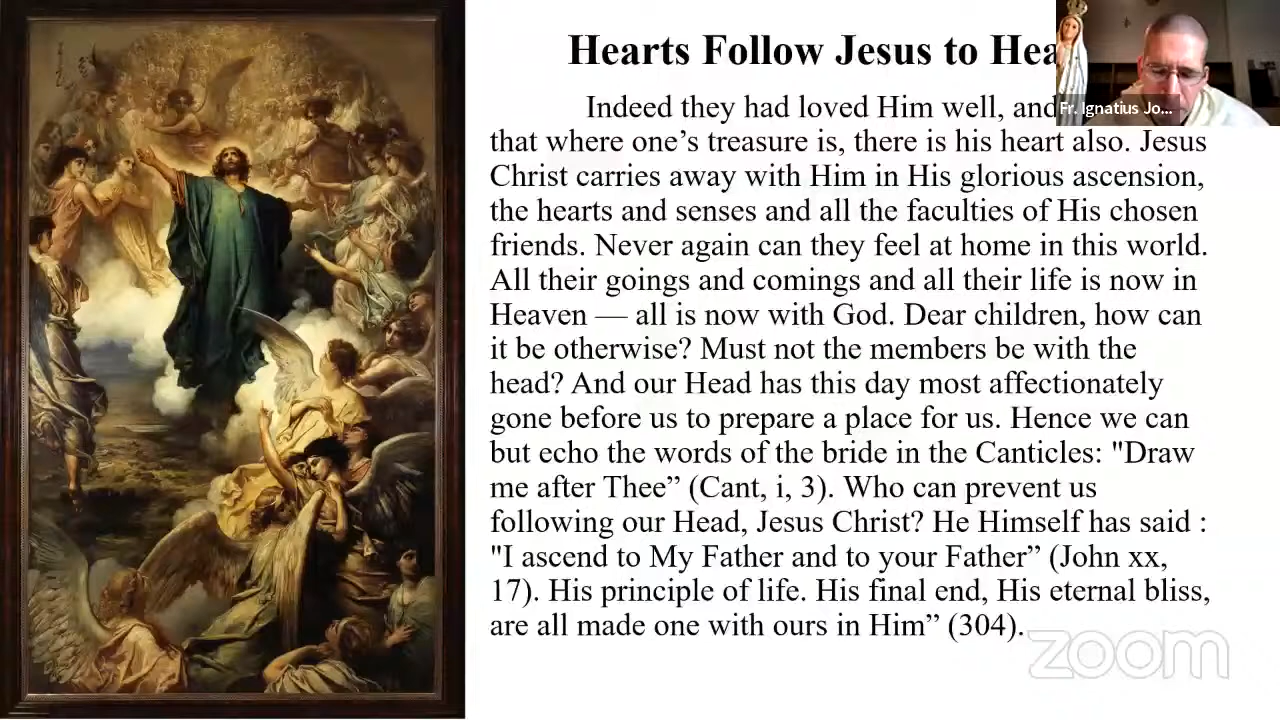 Hearts Follow Jesus to Hea
Fr. Ignatius Jo...
Indeed they had loved Him well, and
that where one’s treasure is, there is his heart also. Jesus
Christ carries away with Him in His glorious ascension,
the hearts and senses and all the faculties of His chosen
friends. Never again can they feel at home in this world.
All their goings and comings and all their life is now in
Heaven — all is now with God. Dear children, how can
it be otherwise? Must not the members be with the
head? And our Head has this day most affectionately
gone before us to prepare a place for us. Hence we can
but echo the words of the bride in the Canticles: "Draw
me after Thee” (Cant, i, 3). Who can prevent us
following our Head, Jesus Christ? He Himself has said :
"I ascend to My Father and to your Father” (John xx,
17). His principle of life. His final end, His eternal bliss,
are all made one with ours in Him” (304).
zoom